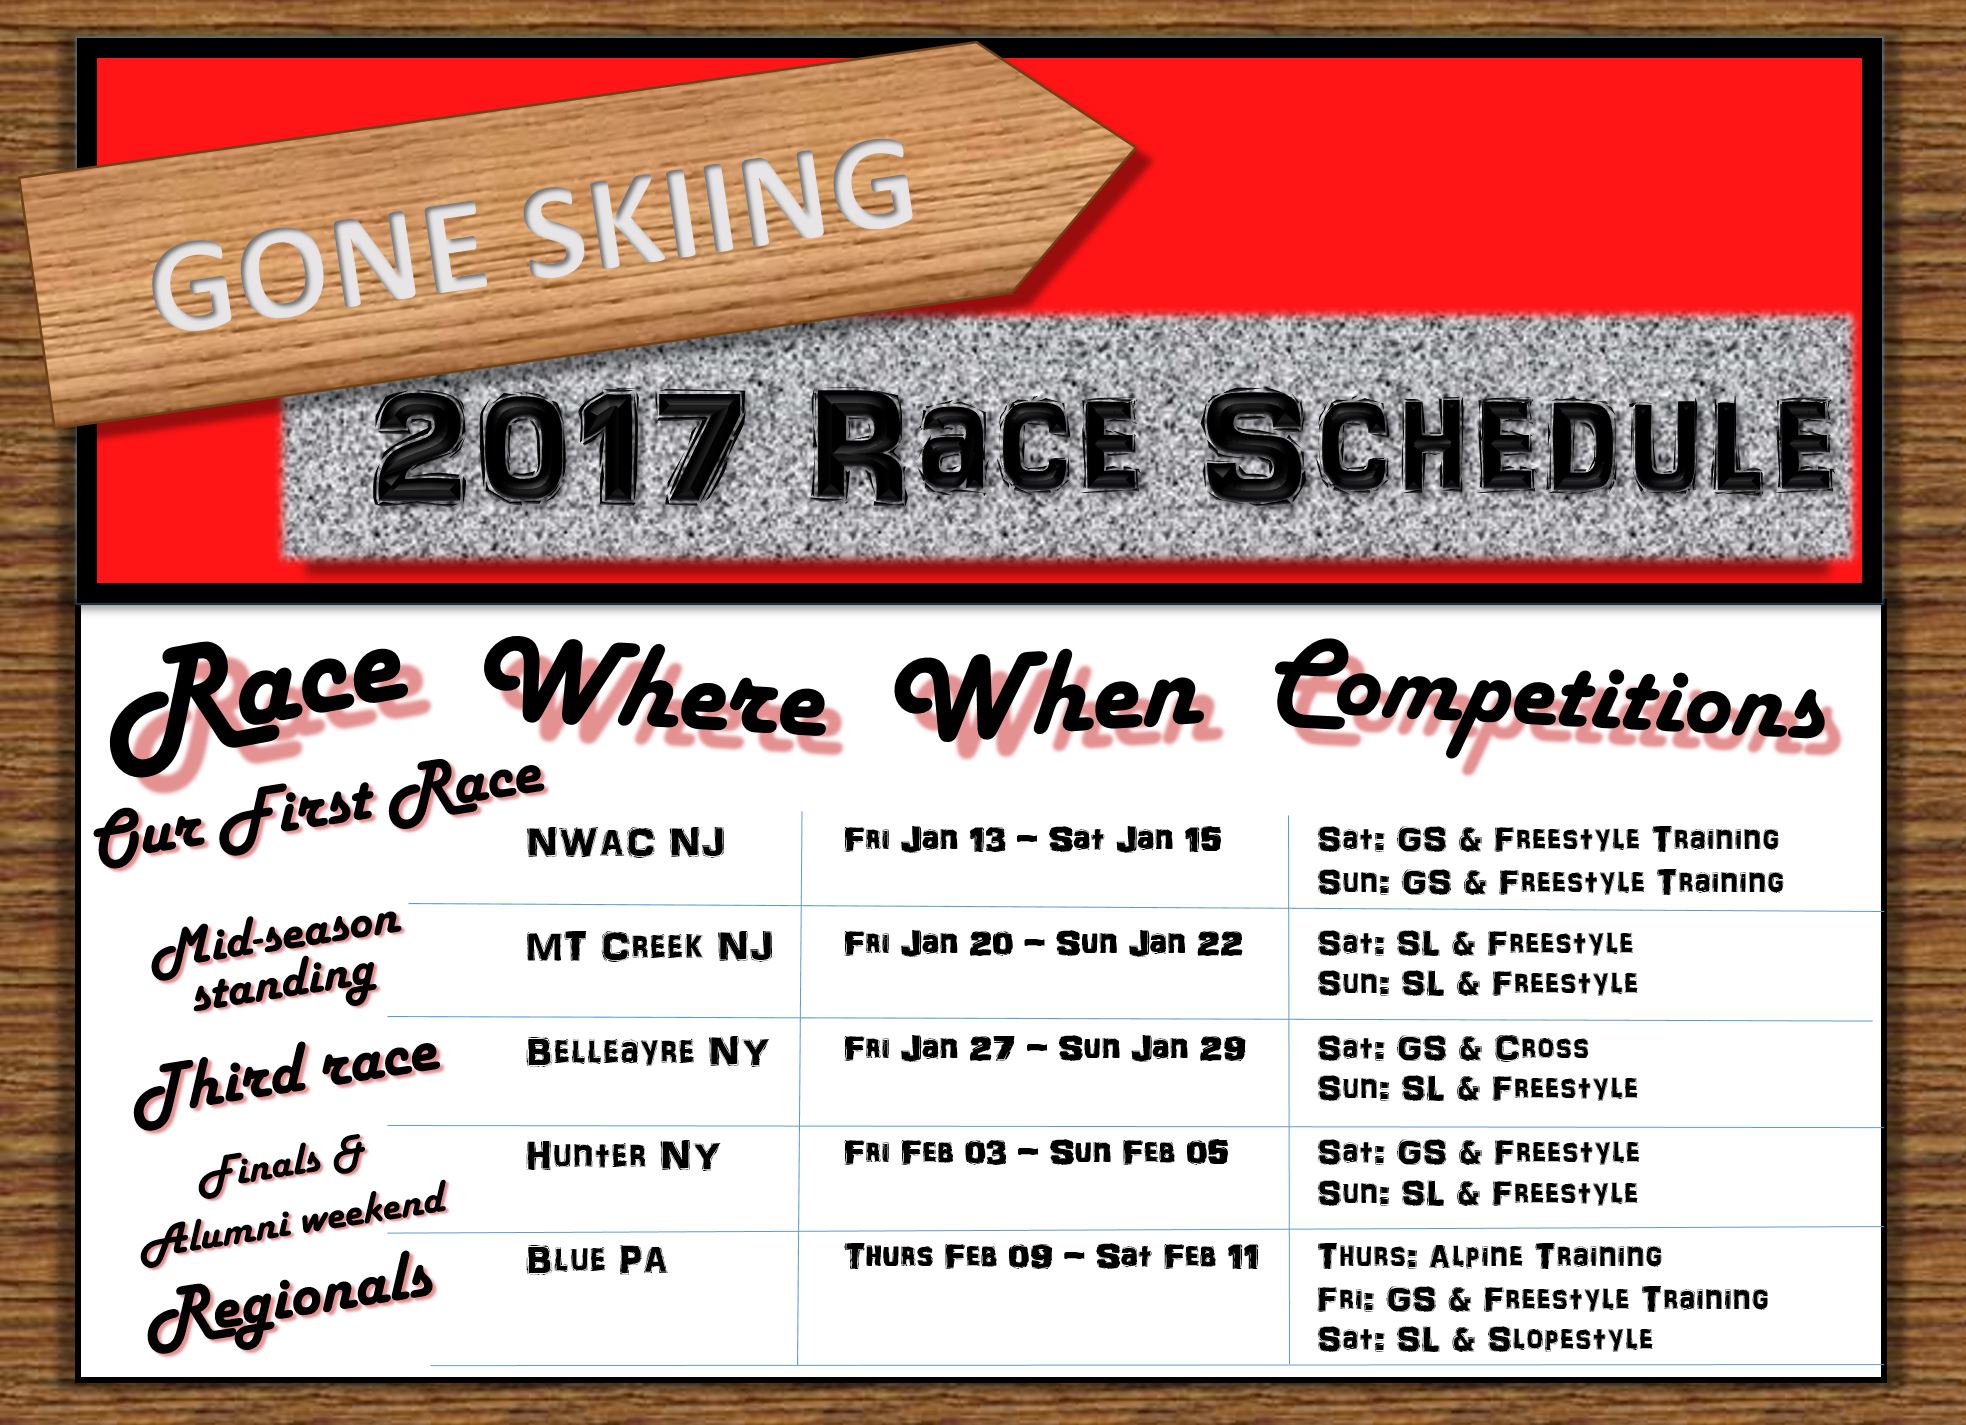 GONE SKIING
2017 Race Schedule
Race Where When Competitions
Our First Race
NWAC NJ
Fri Jan 13 – Sat Jan 15
Sat: GS & Freestyle Training
Sun: GS & Freestyle Training
Mid-season
standing
MT Creek NJ
Fri Jan 20 – Sun Jan 22
Sat: SL & Freestyle
Sun: SL & Freestyle
Third race
Belleayre NY
Fri Jan 27 – Sun Jan 29
Sat: GS & Cross
Sun: SL & Freestyle
Finals &
Alumni weekend
Hunter NY
Fri Feb 03 – Sun Feb 05
Sat: GS & Freestyle
Sun: SL & Freestyle
Regionals
Blue PA
Thurs Feb 09 – Sat Feb 11
Thurs: Alpine Training
Fri: GS & Freestyle Training
Sat: SL & Slopestyle